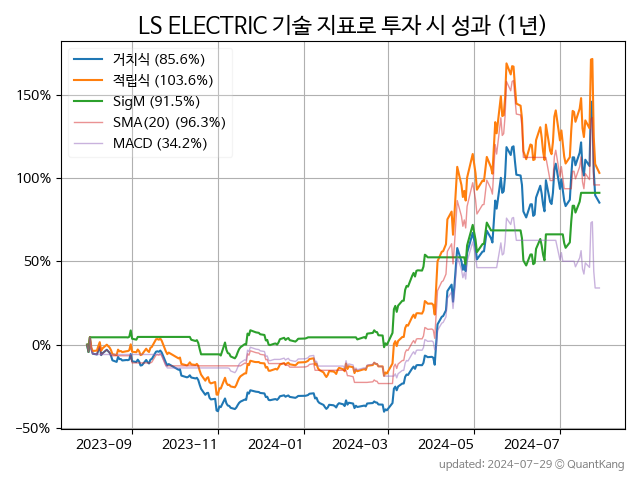 LS ELECTRIC 기술 지표로 투자 시 성과 (1년)
거치식 (85.6%)
적립식 (103.6%)
SigM (91.5%)
SMA(20) (96.3%)
MACD (34.2%)
150%
100%
50%
0%
−50%
2023-09 2023-11 2024-01 2024-03 2024-05 2024-07
updated: 2024-07-29 © QuantKang